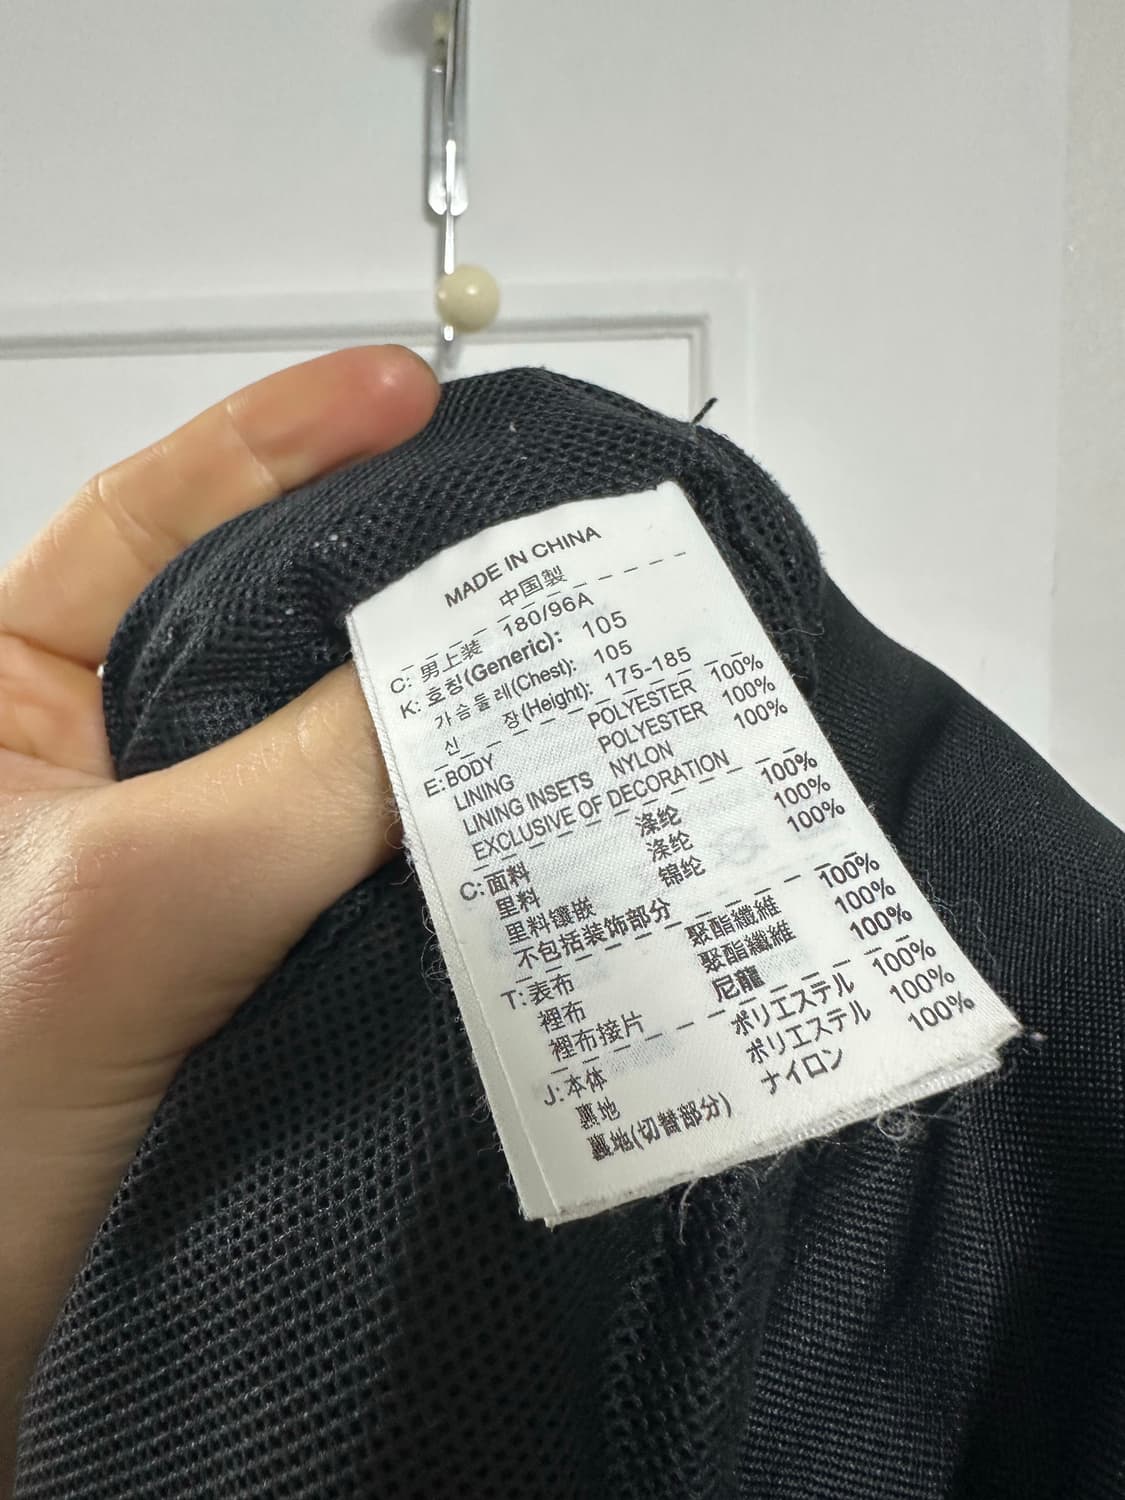 MADE IN CHINA
中国製
C: 男上装 180/96A
K: 호칭(Generic): 105
가슴둘레(Chest): 105
신 장(Height): 175-185
E: BODY POLYESTER 100%
LINING POLYESTER 100%
LINING INSETS NYLON 100%
EXCLUSIVE OF DECORATION
C: 面料 涤纶 100%
里料 涤纶 100%
里料镶嵌 锦纶 100%
不包括装饰部分
T: 表布 聚酯纖維 100%
裡布 聚酯纖維 100%
裡布接片 尼龍 100%
J: 本体 ポリエステル 100%
裏地 ポリエステル 100%
裏地(切替部分) ナイロン 100%